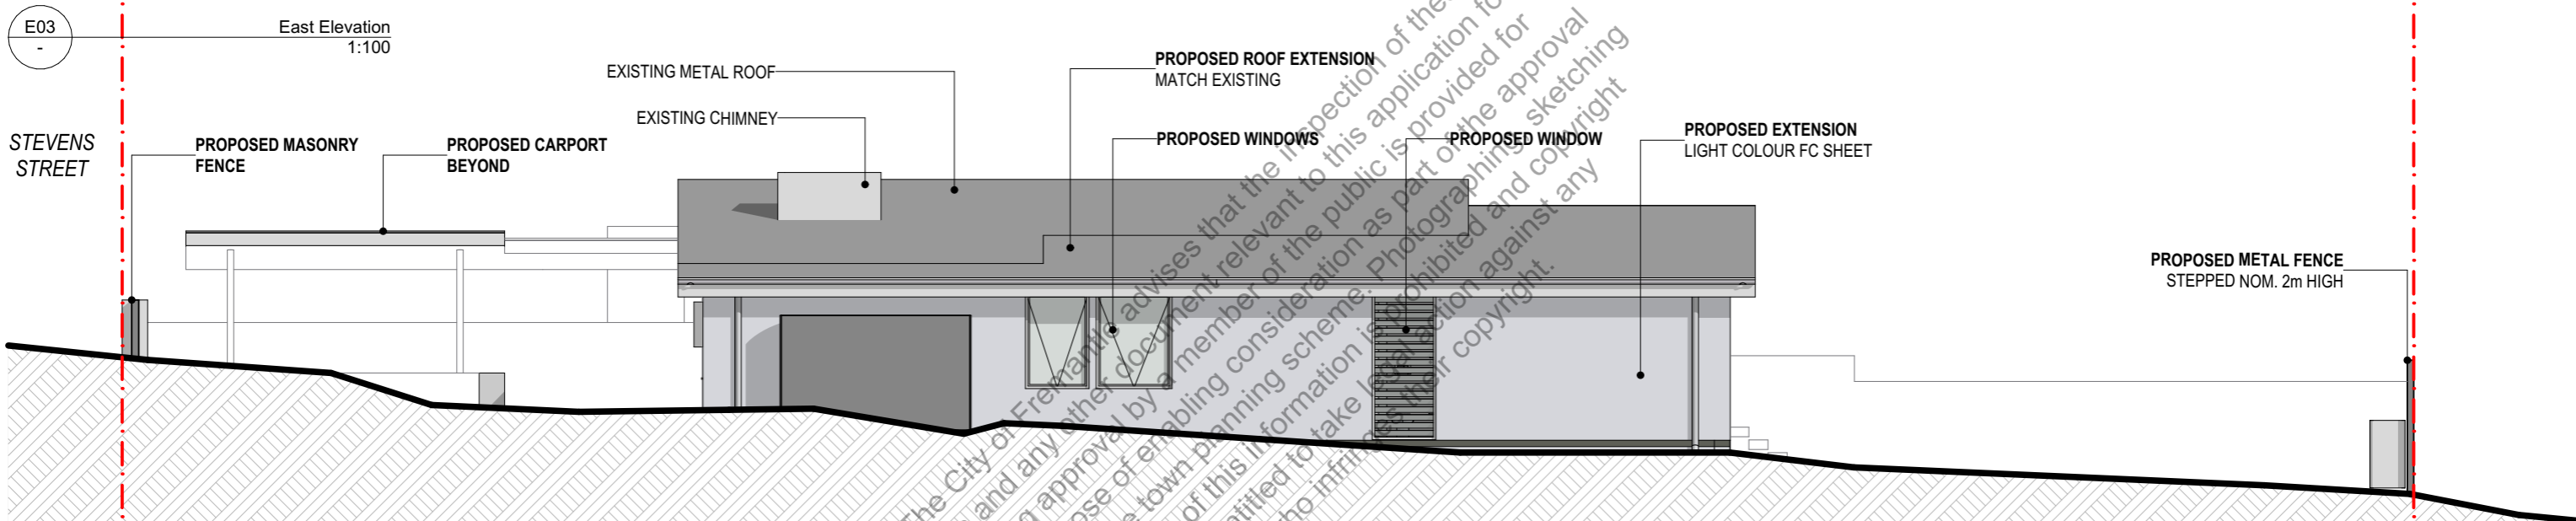 E03
-
East Elevation
1:100
STEVENS
STREET
PROPOSED MASONRY
FENCE
PROPOSED CARPORT
BEYOND
EXISTING METAL ROOF
EXISTING CHIMNEY
PROPOSED ROOF EXTENSION
MATCH EXISTING
PROPOSED WINDOWS
PROPOSED WINDOW
PROPOSED EXTENSION
LIGHT COLOUR FC SHEET
PROPOSED METAL FENCE
STEPPED NOM. 2m HIGH
The City of Fremantle advises that the inspection of
and any other document relevant to this application
approval by a member of the public is provided for
of enabling consideration as part of the approval
town planning scheme. Photographing, sketching
of this information is prohibited and copyright
entitled to take legal action against any
who infringes their copyright.